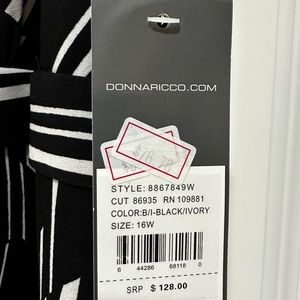 DONNARICCO.COM
STYLE: 8867849W
CUT 86935 RN 109881
COLOR:B/I-BLACK/IVORY
SIZE: 16W
6 44286 68118 0
SRP $ 128.00